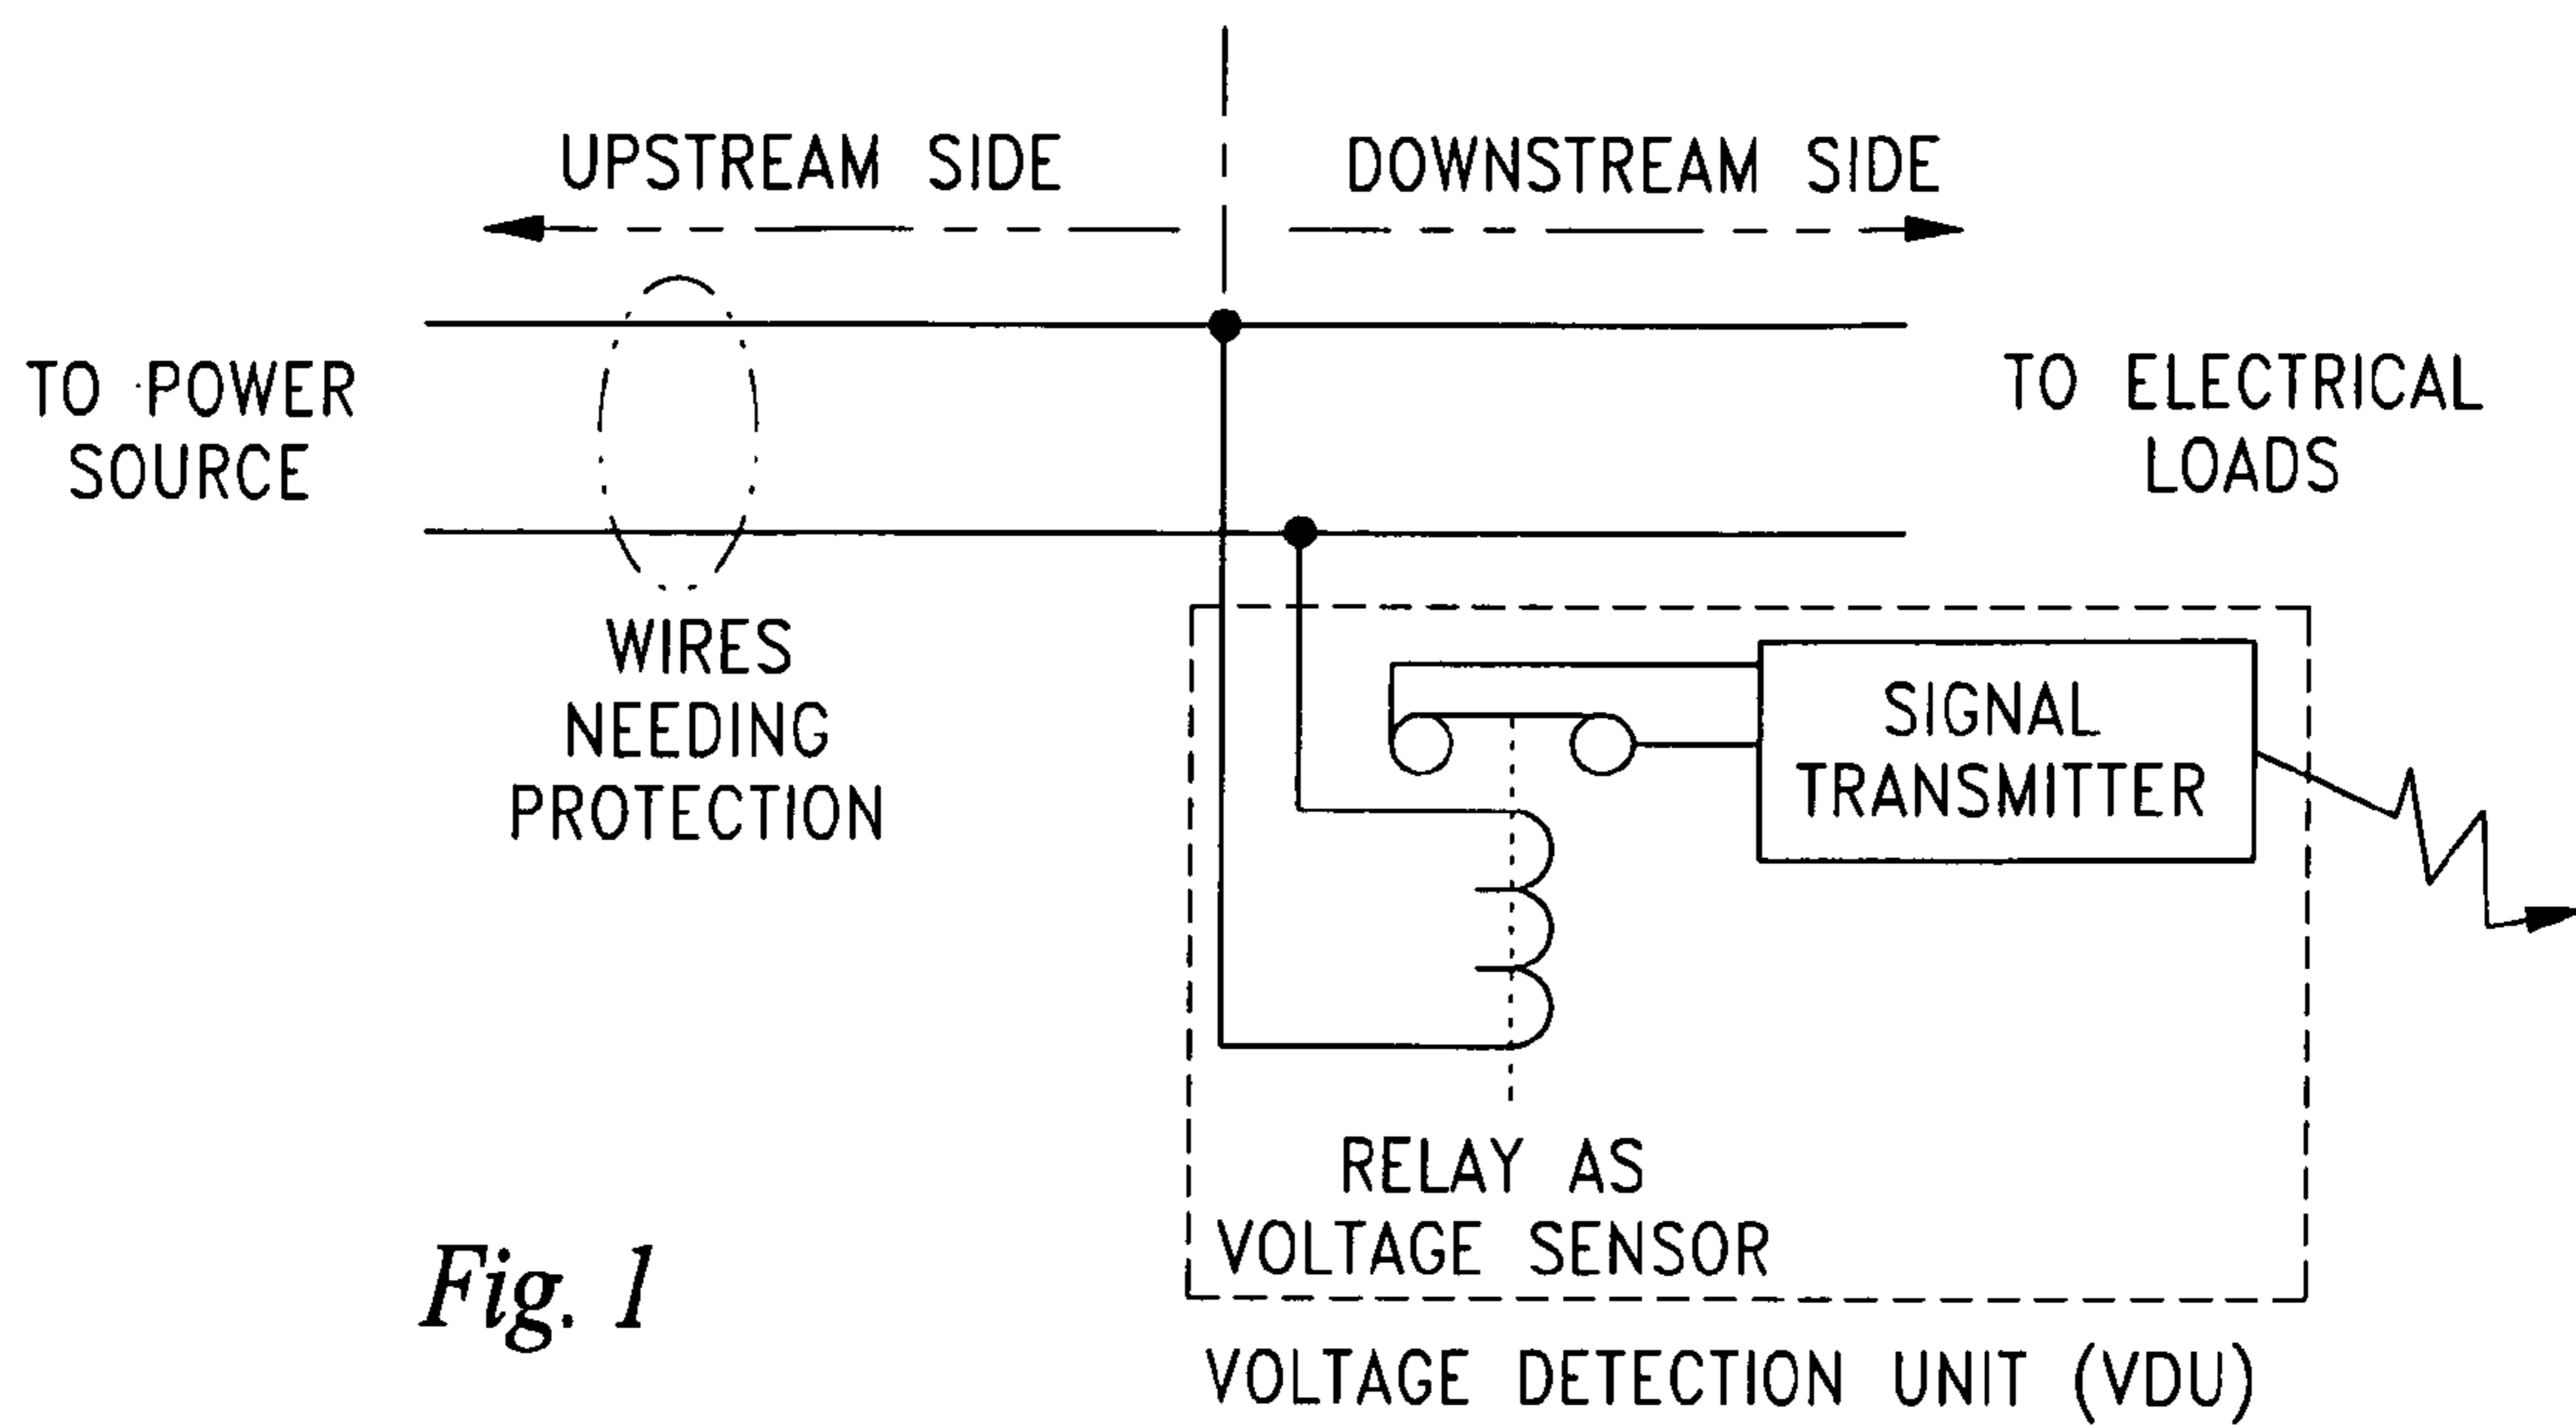 UPSTREAM SIDE
DOWNSTREAM SIDE
TO POWER
SOURCE
TO ELECTRICAL
LOADS
WIRES
NEEDING
PROTECTION
SIGNAL
TRANSMITTER
RELAY AS
VOLTAGE SENSOR
VOLTAGE DETECTION UNIT (VDU)
Fig. 1